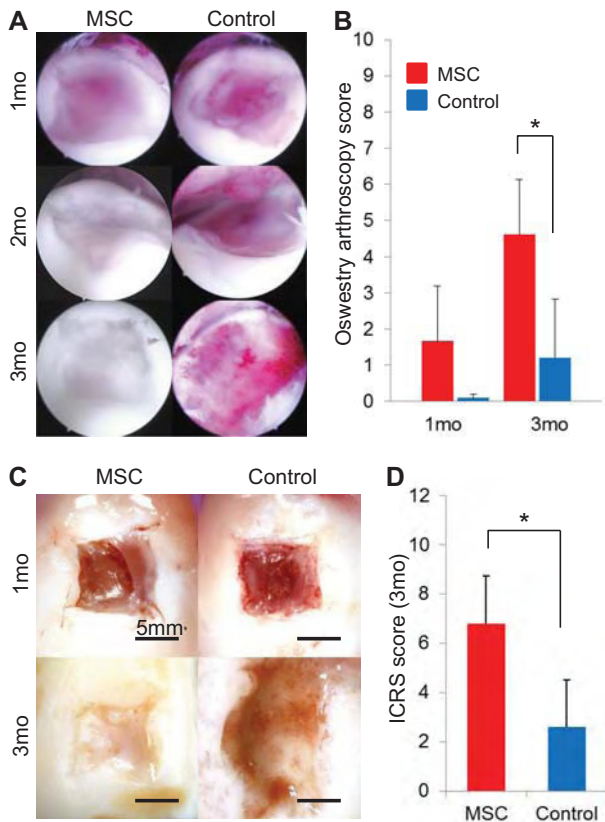 A
MSC
Control
1mo
2mo
3mo
B
Oswestry arthroscopy score
10
9
8
7
6
5
4
3
2
1
0
MSC
Control
*
1mo
3mo
C
MSC
Control
1mo
5mm
3mo
D
ICRS score (3mo)
12
10
8
6
4
2
0
*
MSC
Control